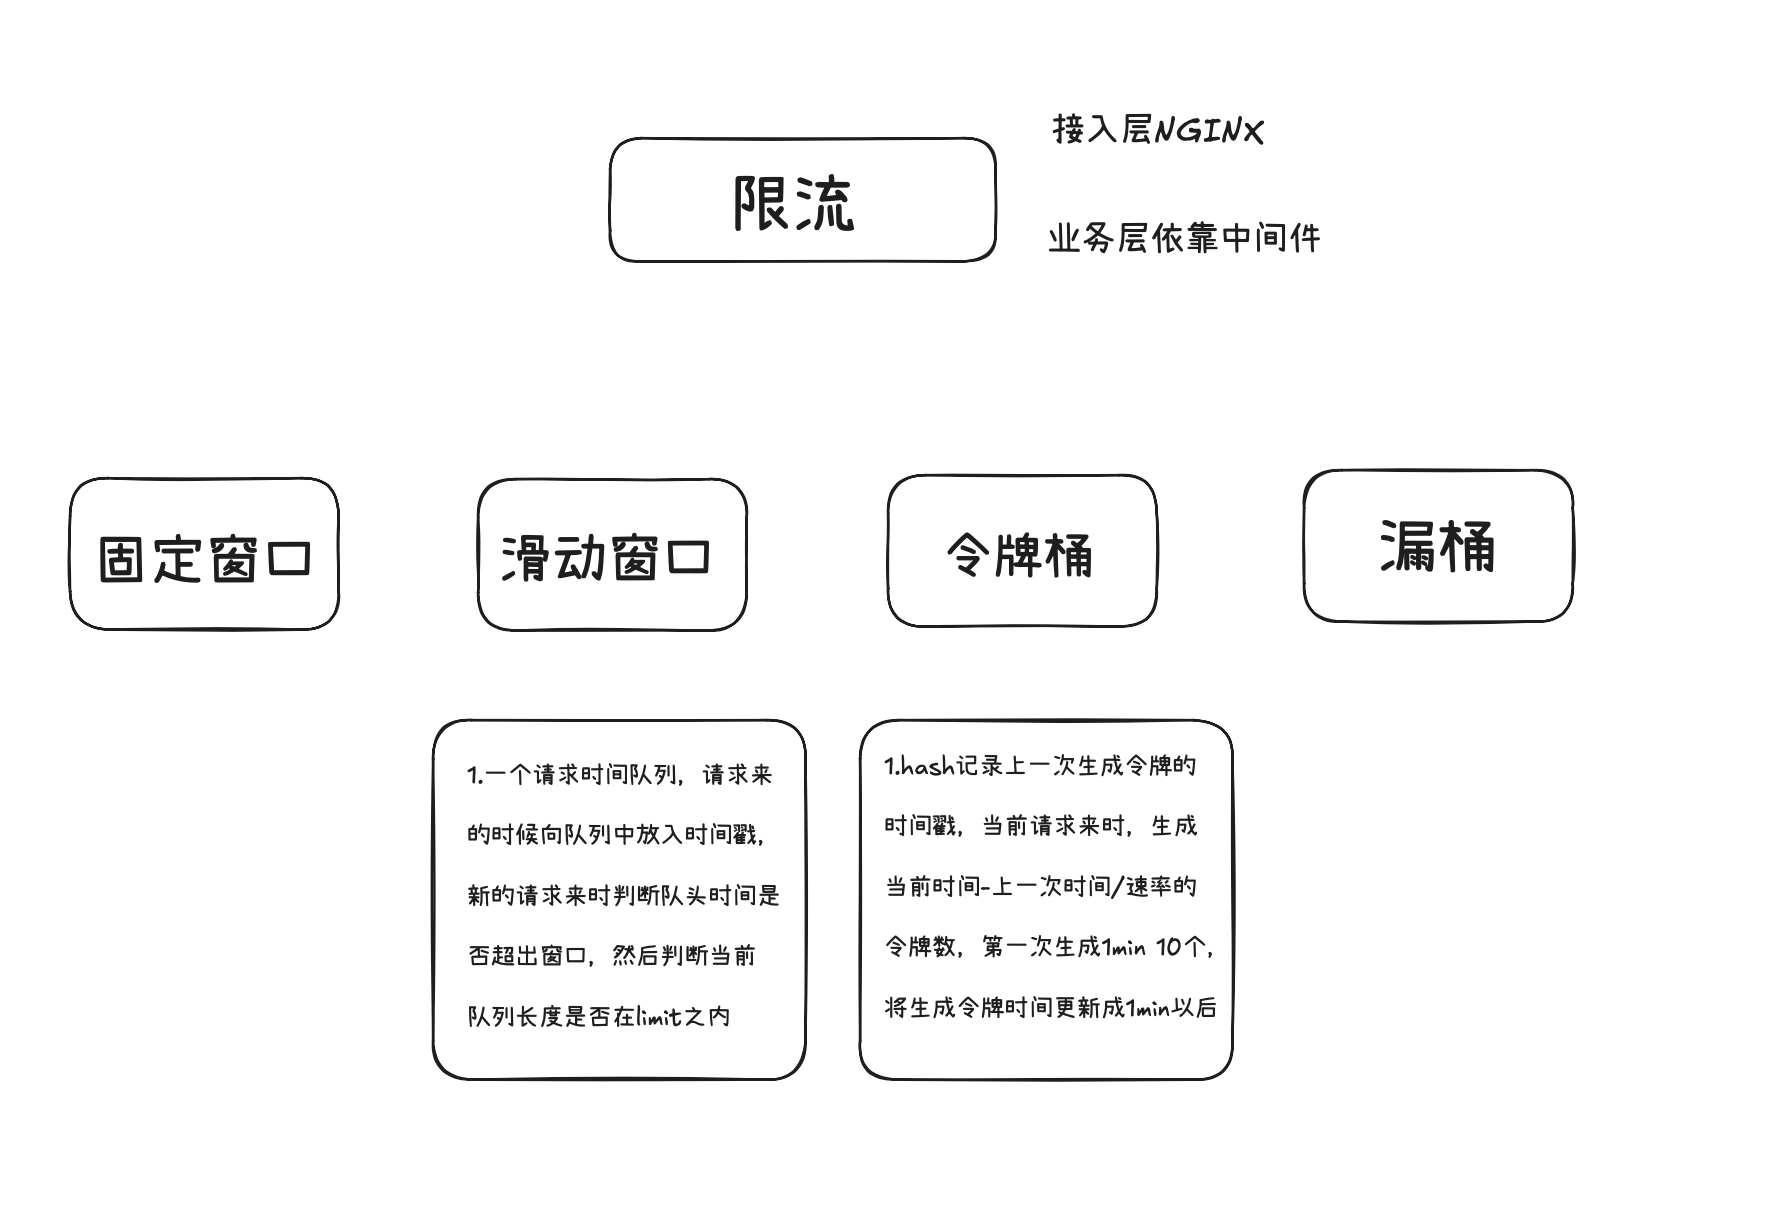 接入层NGINX
限流
业务层依靠中间件
固定窗口
滑动窗口
令牌桶
漏桶
1.一个请求时间队列，请求来
的时候向队列中放入时间戳，
新的请求来时判断队头时间是
否超出窗口，然后判断当前
队列长度是否在limit之内
1.hash记录上一次生成令牌的
时间戳，当前请求来时，生成
当前时间-上一次时间/速率的
令牌数，第一次生成1min 10个，
将生成令牌时间更新成1min以后